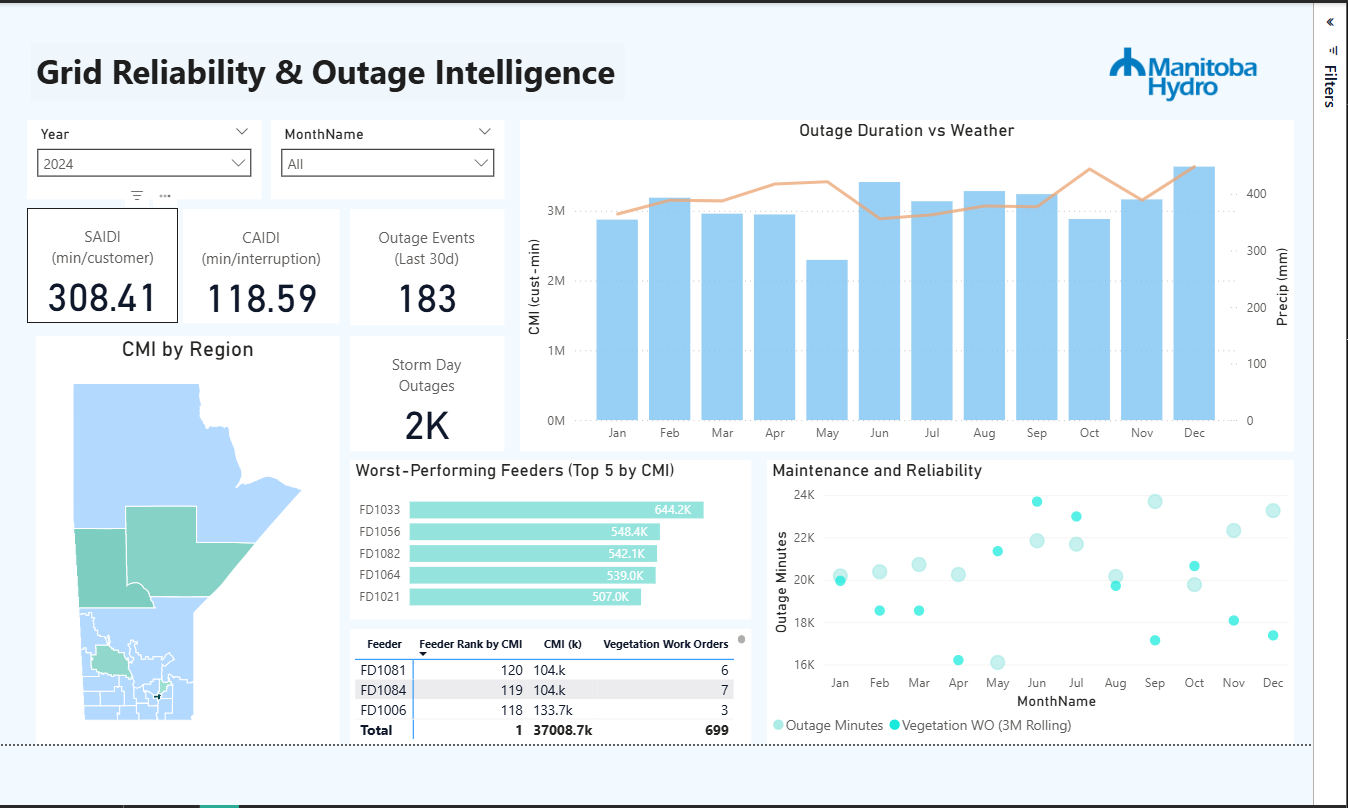 Grid Reliability & Outage Intelligence
Manitoba
Hydro
Filters
Year
2024
MonthName
All
SAIDI
(min/customer)
308.41
CAIDI
(min/interruption)
118.59
Outage Events
(Last 30d)
183
Storm Day
Outages
2K
Outage Duration vs Weather
CMI (cust-min)
3M
2M
1M
0M
400
300
200
100
0
Precip (mm)
Jan Feb Mar Apr May Jun Jul Aug Sep Oct Nov Dec
CMI by Region
Worst-Performing Feeders (Top 5 by CMI)
FD1033 644.2K
FD1056 548.4K
FD1082 542.1K
FD1064 539.0K
FD1021 507.0K
Feeder Feeder Rank by CMI CMI (k) Vegetation Work Orders
FD1081 120 104.k 6
FD1084 119 104.k 7
FD1006 118 133.7k 3
Total 1 37008.7k 699
Maintenance and Reliability
Outage Minutes
24K
22K
20K
18K
16K
Jan Feb Mar Apr May Jun Jul Aug Sep Oct Nov Dec
MonthName
Outage Minutes Vegetation WO (3M Rolling)